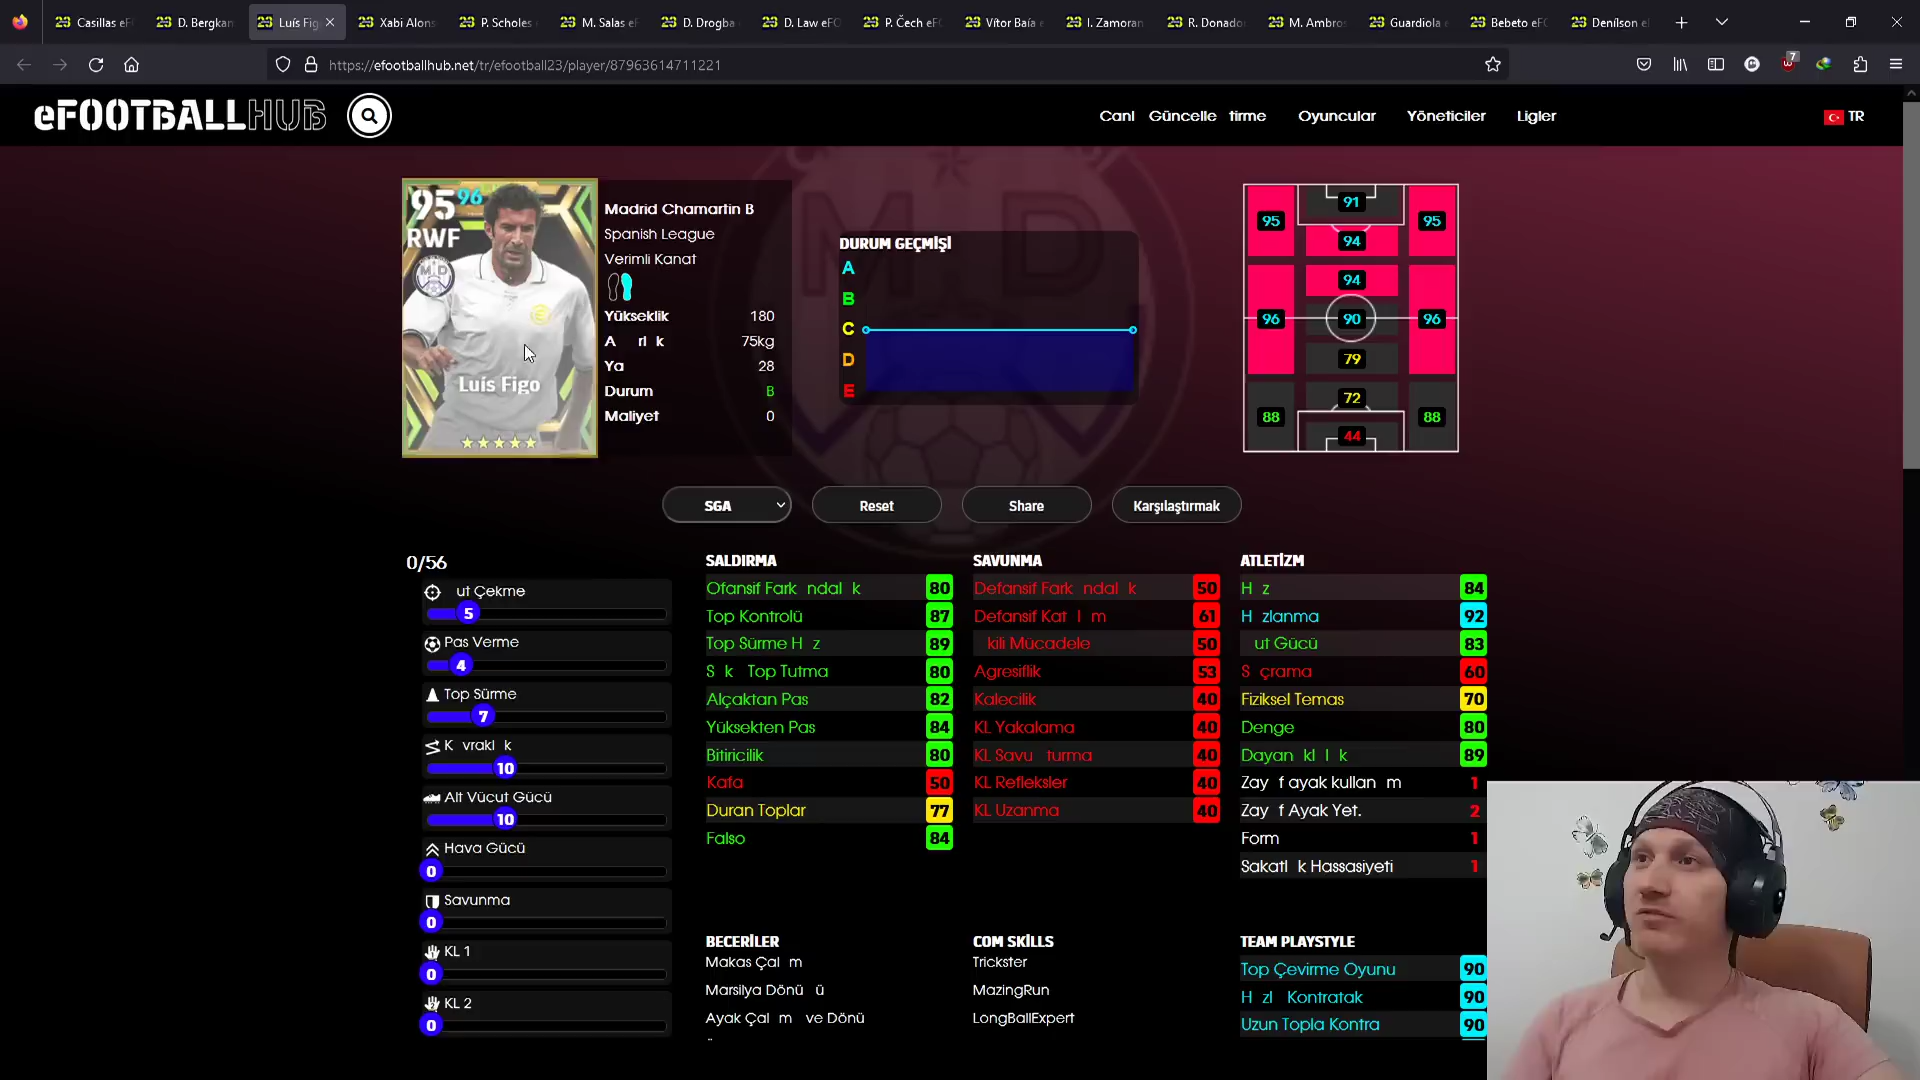 Casillas eF
D. Bergkan
Luís Fig
Xabi Alons
P. Scholes
M. Salas eF
D. Drogba
D. Law eFO
P. Čech eFC
Vítor Baía e
I. Zamoran
R. Donado
M. Ambros
Guardiola e
Bebeto eFC
Denílson e
https://efootballhub.net/tr/efootball23/player/87963614711221
7
eFOOTBALLHUB
Canl Güncelle tirme Oyuncular Yöneticiler Ligler TR
95 96
RWF
MD
Luís Figo
Madrid Chamartin B
Spanish League
Verimli Kanat
Yükseklik 180
A rl k 75kg
Ya 28
Durum B
Maliyet 0
DURUM GEÇMİŞİ
A
B
C
D
E
91
95 95
94
94
96 90 96
79
72
88 88
44
SGA Reset Share Karşılaştırmak
0/56
ut Çekme
5
Pas Verme
4
Top Sürme
7
K vrakl k
10
Alt Vücut Gücü
10
Hava Gücü
0
Savunma
0
KL 1
0
KL 2
0
SALDIRMA
Ofansif Fark ndal k 80
Top Kontrolü 87
Top Sürme H z 89
S k Top Tutma 80
Alçaktan Pas 82
Yüksekten Pas 84
Bitiricilik 80
Kafa 50
Duran Toplar 77
Falso 84
SAVUNMA
Defansif Fark ndal k 50
Defansif Kat l m 61
kili Mücadele 50
Agresiflik 53
Kalecilik 40
KL Yakalama 40
KL Savu turma 40
KL Refleksler 40
KL Uzanma 40
ATLETİZM
H z 84
H zlanma 92
ut Gücü 83
S çrama 60
Fiziksel Temas 70
Denge 80
Dayan kl l k 89
Zay f ayak kullan m 1
Zay f Ayak Yet. 2
Form 1
Sakatl k Hassasiyeti 1
BECERİLER
Makas Çal m
Marsilya Dönü ü
Ayak Çal m ve Dönü
COM SKİLLS
Trickster
MazingRun
LongBallExpert
TEAM PLAYSTYLE
Top Çevirme Oyunu 90
H zl Kontratak 90
Uzun Topla Kontra 90